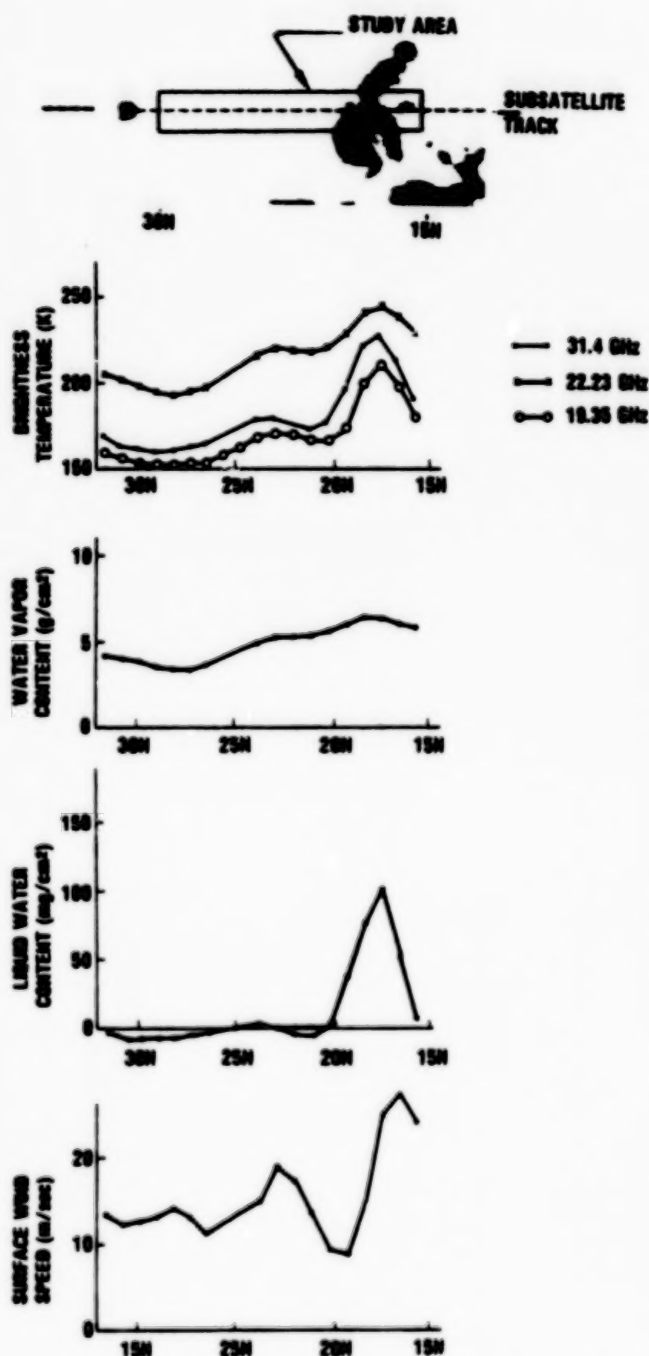 STUDY AREA
SUBSATELLITE
TRACK
30N
15N
BRIGHTNESS
TEMPERATURE (K)
250
200
150
30N
25N
20N
15N
31.4 GHz
22.23 GHz
19.35 GHz
WATER VAPOR
CONTENT (g/cm²)
10
5
0
30N
25N
20N
15N
LIQUID WATER
CONTENT (mg/cm²)
150
100
50
0
30N
25N
20N
15N
SURFACE WIND
SPEED (m/sec)
20
10
0
15N
25N
20N
15N